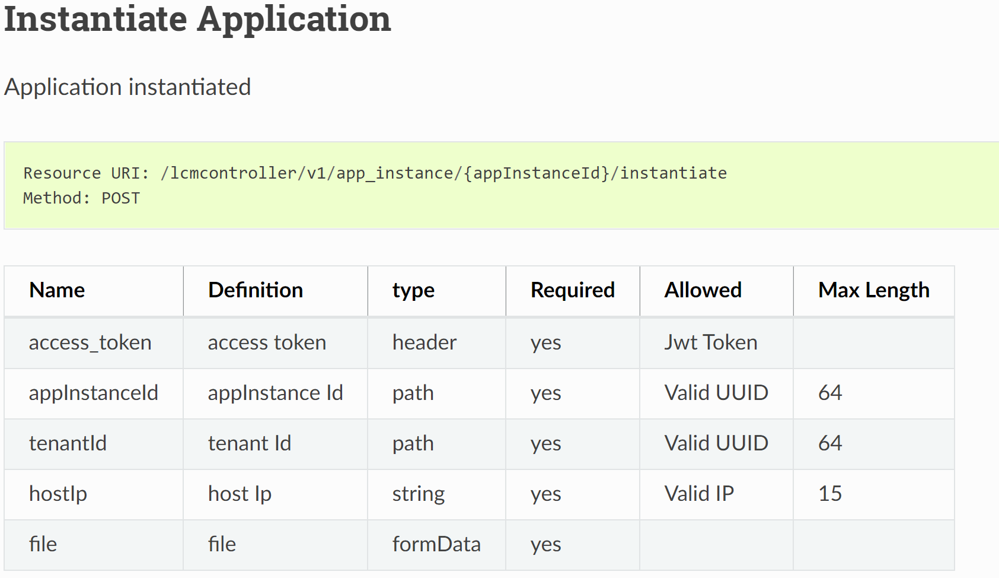 Instantiate Application
Application instantiated
Resource URI: /lcmcontroller/v1/app_instance/{appInstanceId}/instantiate
Method: POST
Name Definition type Required Allowed Max Length
access_token access token header yes Jwt Token
appInstanceId appInstance Id path yes Valid UUID 64
tenantId tenant Id path yes Valid UUID 64
hostIp host Ip string yes Valid IP 15
file file formData yes